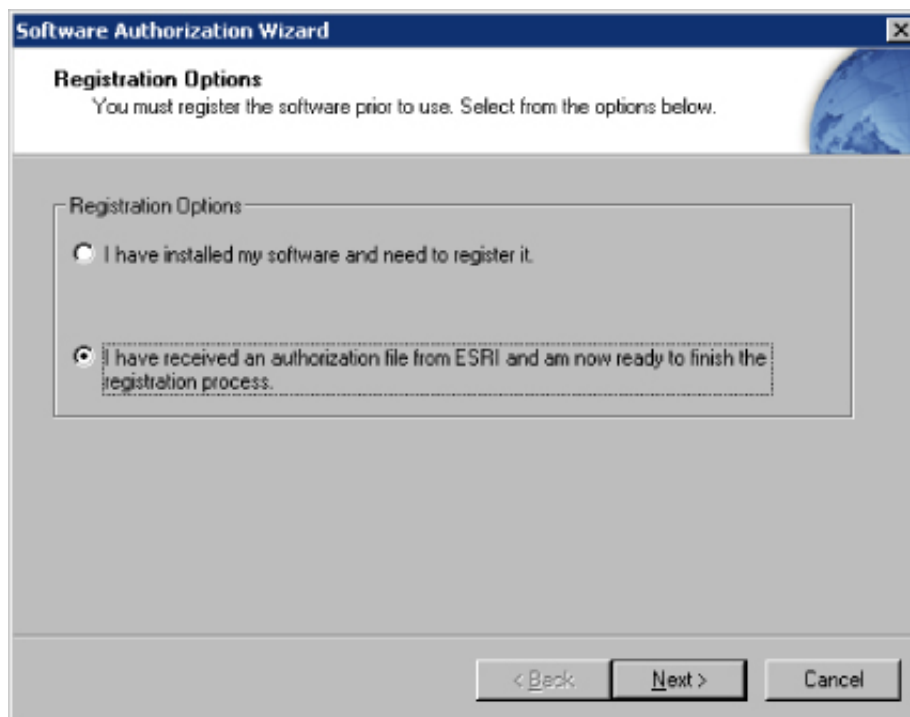 Software Authorization Wizard
Registration Options
You must register the software prior to use. Select from the options below.
Registration Options
I have installed my software and need to register it.
I have received an authorization file from ESRI and am now ready to finish the
registration process.
< Back
Next >
Cancel